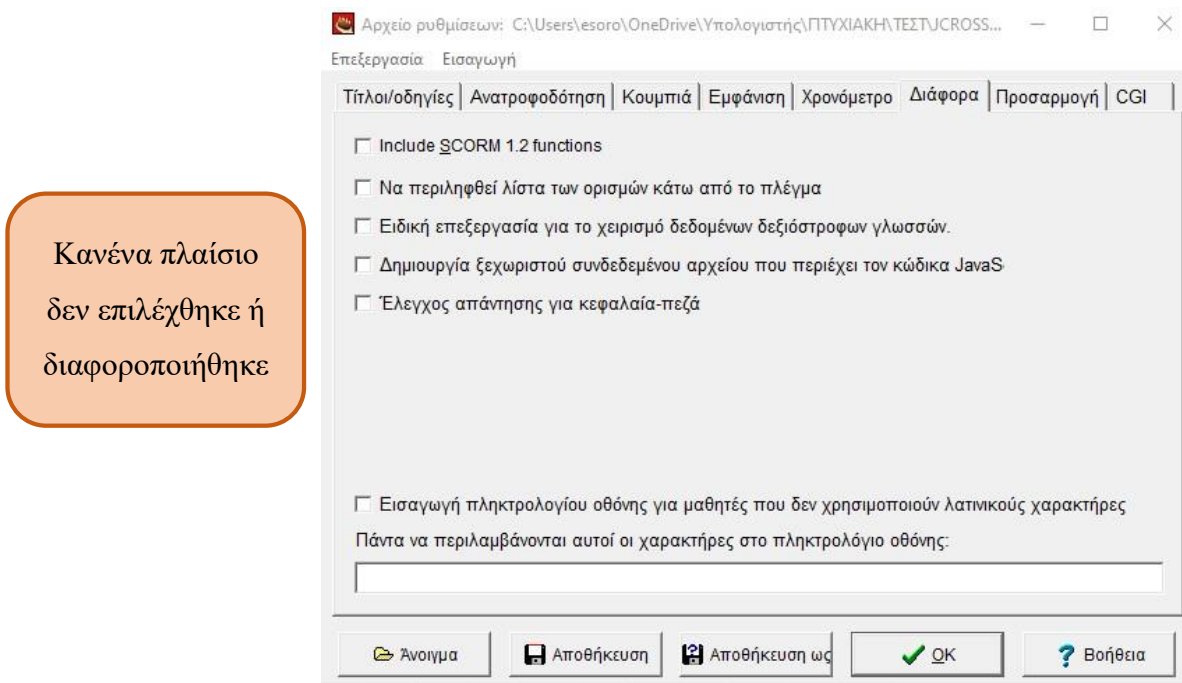 Αρχείο ρυθμίσεων: C:\Users\esoro\OneDrive\Υπολογιστής\ΠΤΥΧΙΑΚΗ\ΤΕΣΤ\JCROSS...
Επεξεργασία Εισαγωγή
Τίτλοι/οδηγίες Ανατροφοδότηση Κουμπιά Εμφάνιση Χρονόμετρο Διάφορα Προσαρμογή CGI
Include SCORM 1.2 functions
Να περιληφθεί λίστα των ορισμών κάτω από το πλέγμα
Ειδική επεξεργασία για το χειρισμό δεδομένων δεξιόστροφων γλωσσών.
Δημιουργία ξεχωριστού συνδεδεμένου αρχείου που περιέχει τον κώδικα JavaS
Έλεγχος απάντησης για κεφαλαία-πεζά
Εισαγωγή πληκτρολογίου οθόνης για μαθητές που δεν χρησιμοποιούν λατινικούς χαρακτήρες
Πάντα να περιλαμβάνονται αυτοί οι χαρακτήρες στο πληκτρολόγιο οθόνης:
Άνοιγμα Αποθήκευση Αποθήκευση ως OK Βοήθεια
Κανένα πλαίσιο
δεν επιλέχθηκε ή
διαφοροποιήθηκε